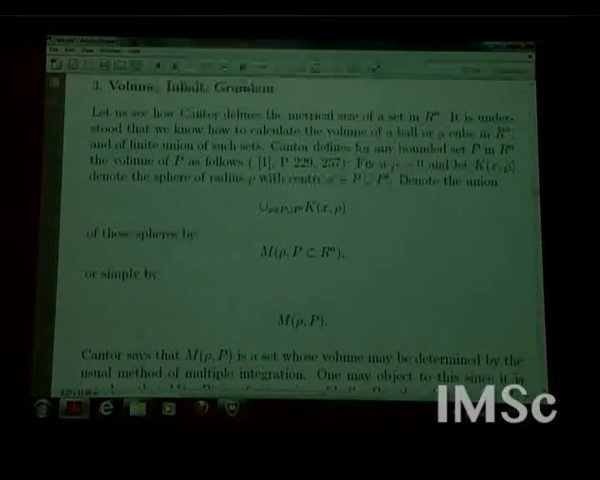 3. Volume, Inhalt, Grundsm
Let us see how Cantor defines the metrical size of a set in Rⁿ. It is under-
stood that we know how to calculate the volume of a ball or a cube in Rⁿ,
and of finite union of such sets. Cantor defines for any bounded set P in Rⁿ
the volume of P as follows ( [1], P 229, 257): Fix a ρ > 0 and let K(x, ρ)
denote the sphere of radius ρ with centre x ∈ P ∪ P′. Denote the union
∪ₓ∈P∪P′ K(x, ρ)
of these spheres by
M(ρ, P ⊂ Rⁿ),
or simply by
M(ρ, P).
Cantor says that M(ρ, P) is a set whose volume may be determined by the
usual method of multiple integration. One may object to this since it is
IMSc